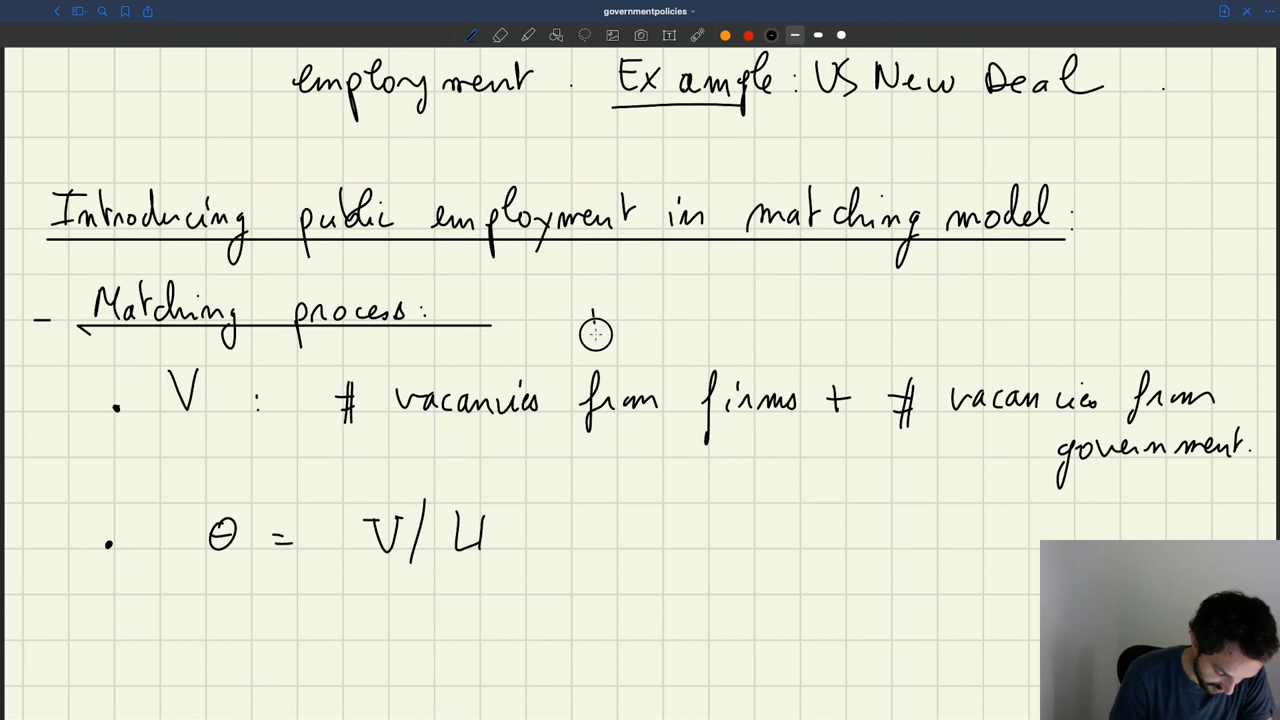 governmentpolicies
employment. Example: US New Deal.
Introducing public employment in matching model:
- Matching process:
• V : # vacancies from firms + # vacancies from
government.
• θ = V/U